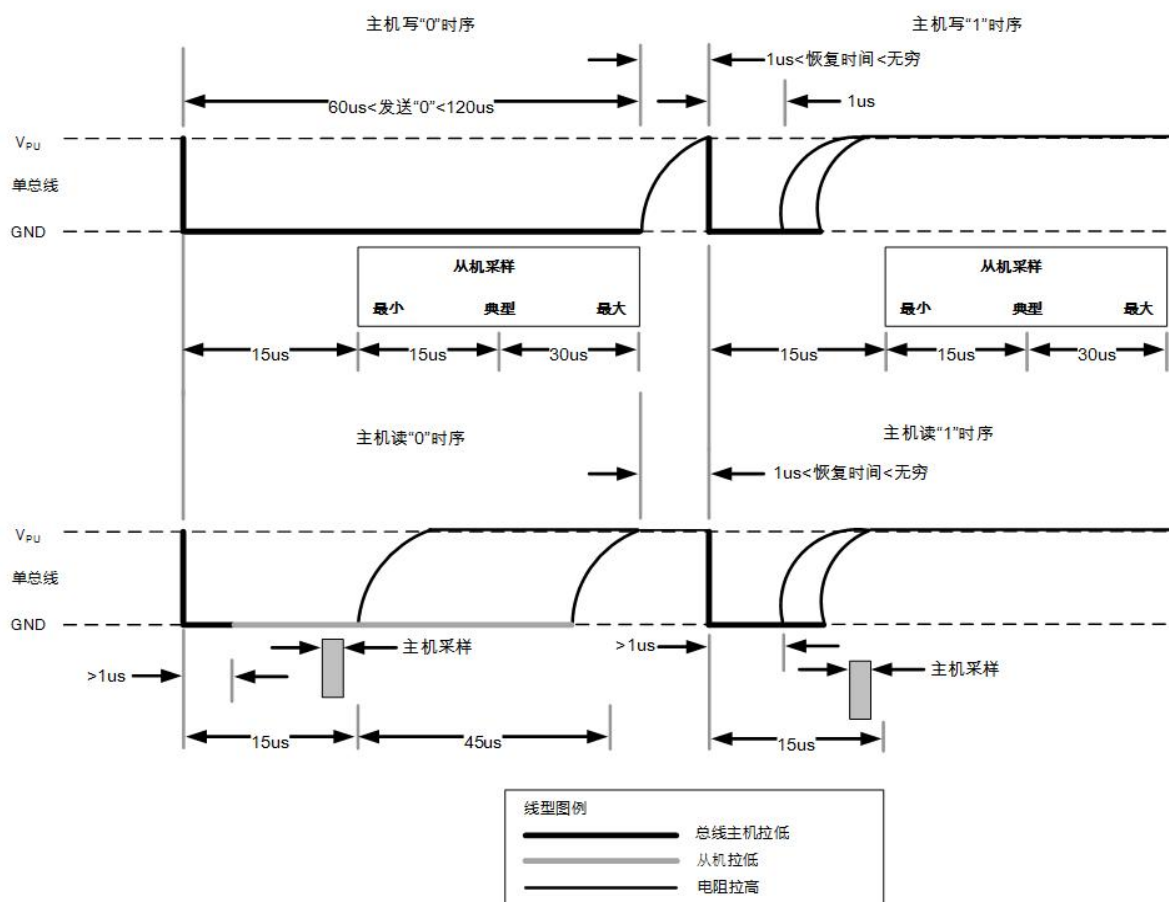 主机写“0”时序
主机写“1”时序
1us<恢复时间<无穷
60us<发送“0”<120us
1us
VPU
单总线
GND
从机采样
最小 典型 最大
从机采样
最小 典型 最大
15us 15us 30us
15us 15us 30us
主机读“0”时序
主机读“1”时序
1us<恢复时间<无穷
VPU
单总线
GND
>1us
主机采样
>1us
主机采样
15us 45us
15us
线型图例
总线主机拉低
从机拉低
电阻拉高